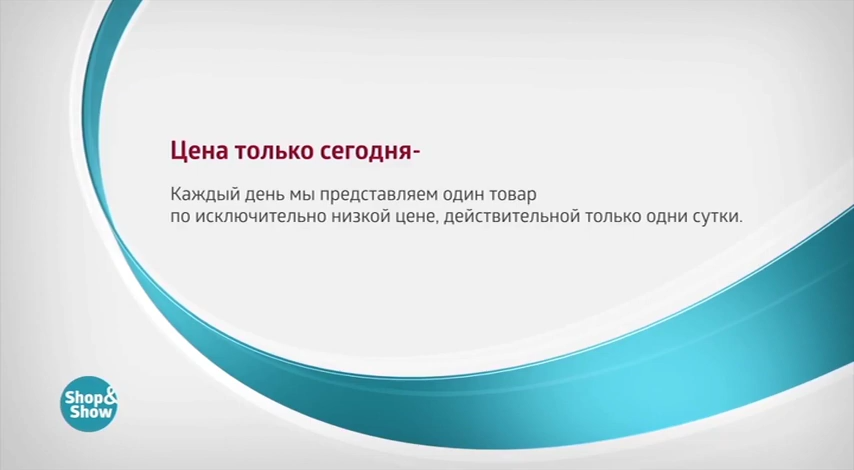 Цена только сегодня-
Каждый день мы представляем один товар
по исключительно низкой цене, действительной только одни сутки.
Shop&
Show